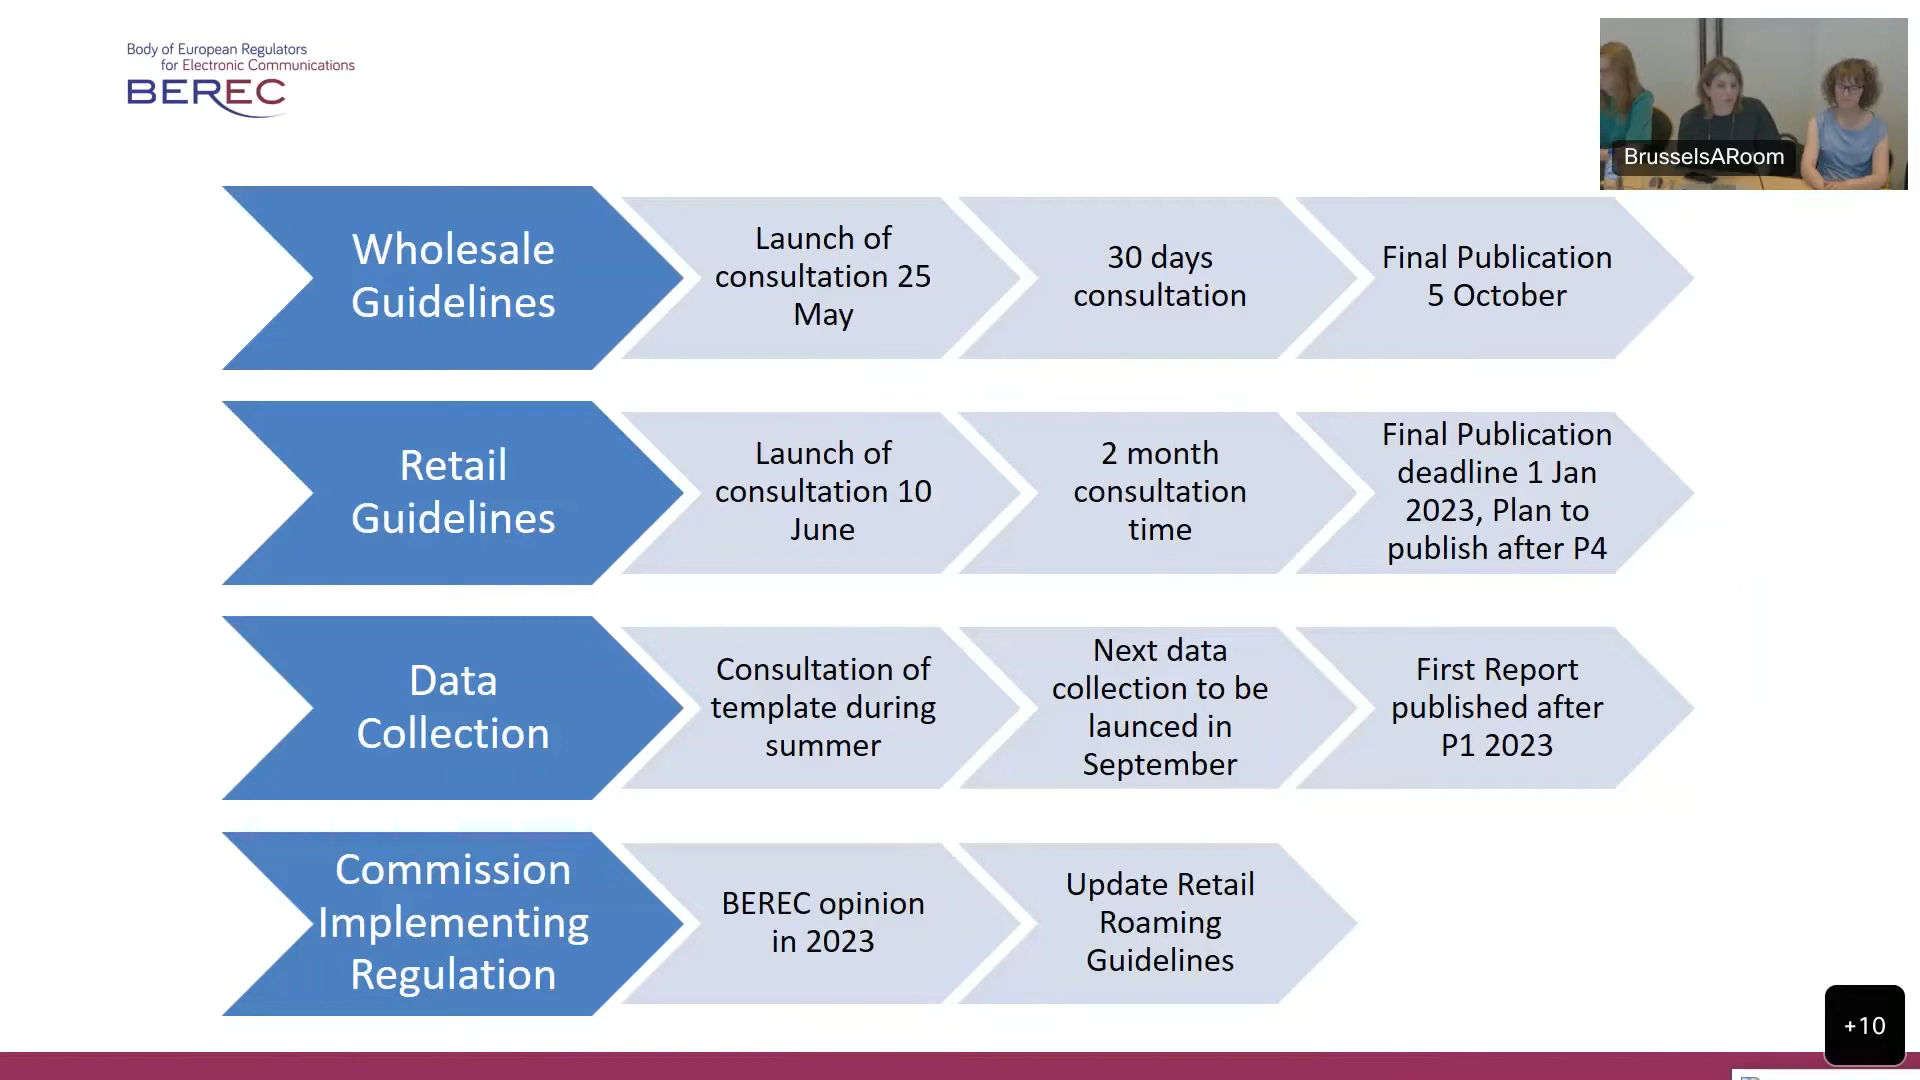 Body of European Regulators
for Electronic Communications
BEREC
BrusselsARoom
Wholesale
Guidelines
Launch of
consultation 25
May
30 days
consultation
Final Publication
5 October
Retail
Guidelines
Launch of
consultation 10
June
2 month
consultation
time
Final Publication
deadline 1 Jan
2023, Plan to
publish after P4
Data
Collection
Consultation of
template during
summer
Next data
collection to be
launced in
September
First Report
published after
P1 2023
Commission
Implementing
Regulation
BEREC opinion
in 2023
Update Retail
Roaming
Guidelines
+10